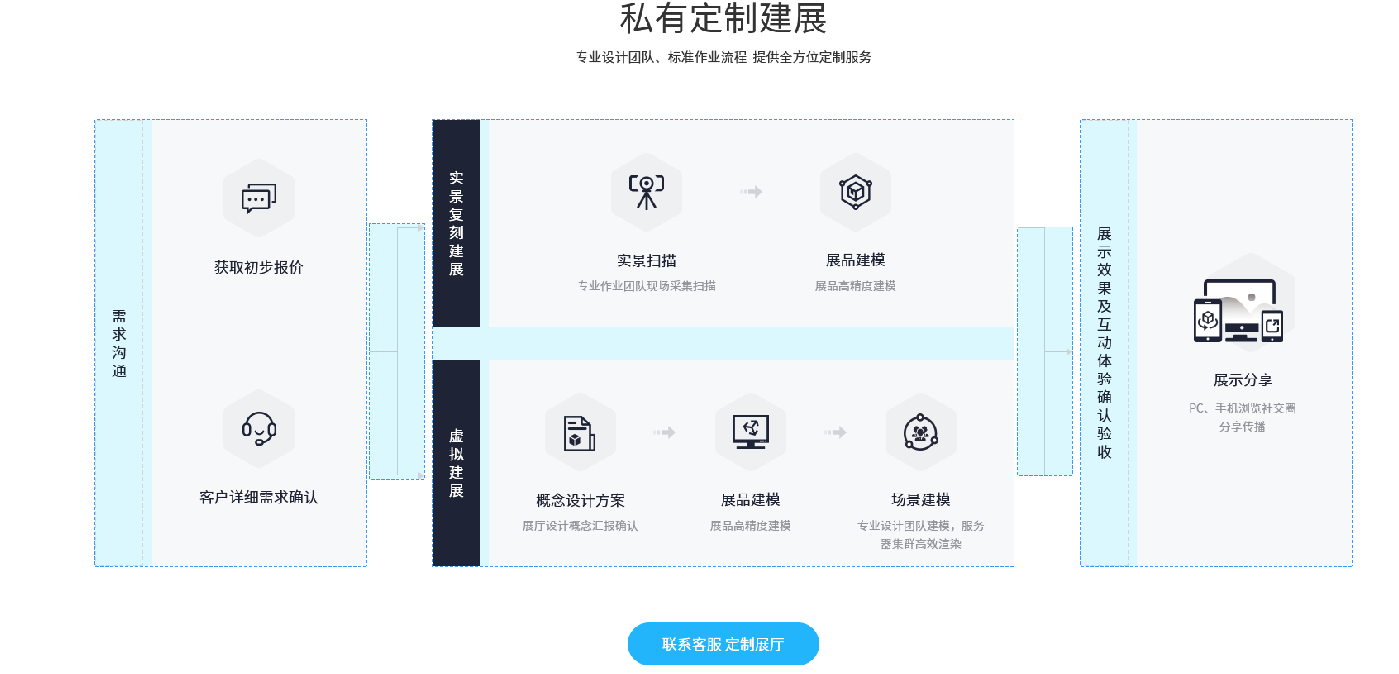 私有定制建展
专业设计团队、标准作业流程 提供全方位定制服务
需求沟通
获取初步报价
客户详细需求确认
实景复刻建展
实景扫描
专业作业团队现场采集扫描
展品建模
展品高精度建模
虚拟建展
概念设计方案
展厅设计概念汇报确认
展品建模
展品高精度建模
场景建模
专业设计团队建模，服务
器集群高效渲染
展示效果及互动体验确认验收
展示分享
PC、手机浏览社交圈
分享传播
联系客服 定制展厅